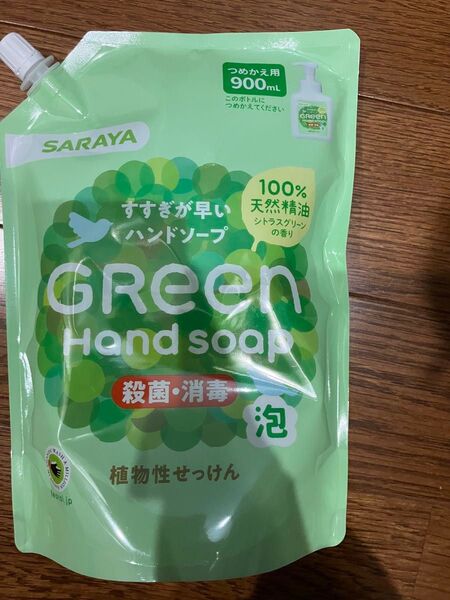 つめかえ用
900mL
このボトルに
つめかえてください
SARAYA
100%
天然精油
シトラスグリーン
の香り
すすぎが早い
ハンドソープ
GReen
Hand soap
殺菌・消毒
泡
植物性せっけん